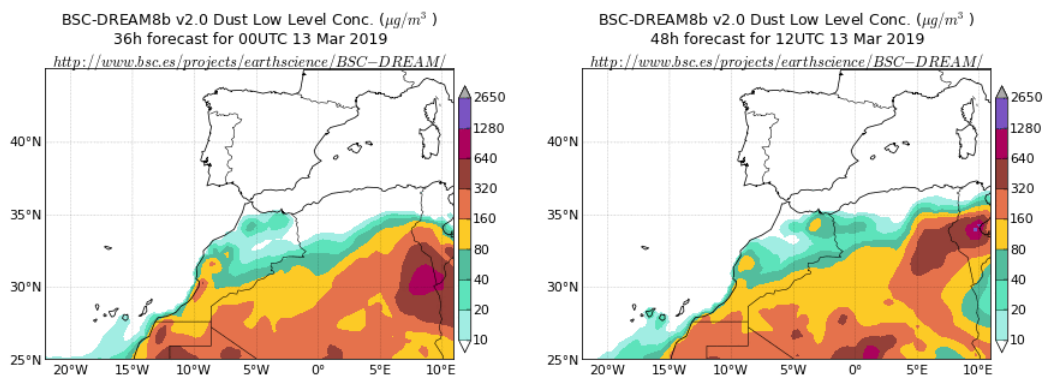 BSC-DREAM8b v2.0 Dust Low Level Conc. (μg/m³ )
36h forecast for 00UTC 13 Mar 2019
http://www.bsc.es/projects/earthscience/BSC−DREAM/
40°N
35°N
30°N
25°N
20°W
15°W
10°W
5°W
0°
5°E
10°E
2650
1280
640
320
160
80
40
20
10
BSC-DREAM8b v2.0 Dust Low Level Conc. (μg/m³ )
48h forecast for 12UTC 13 Mar 2019
http://www.bsc.es/projects/earthscience/BSC−DREAM/
40°N
35°N
30°N
25°N
20°W
15°W
10°W
5°W
0°
5°E
10°E
2650
1280
640
320
160
80
40
20
10